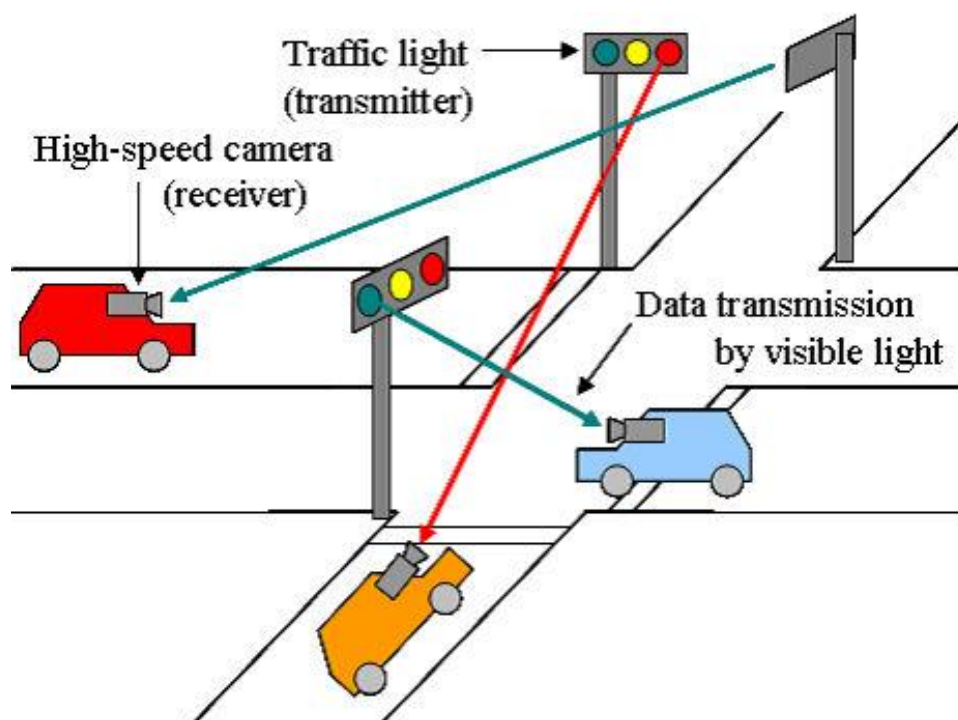 Traffic light
(transmitter)
High-speed camera
(receiver)
Data transmission
by visible light